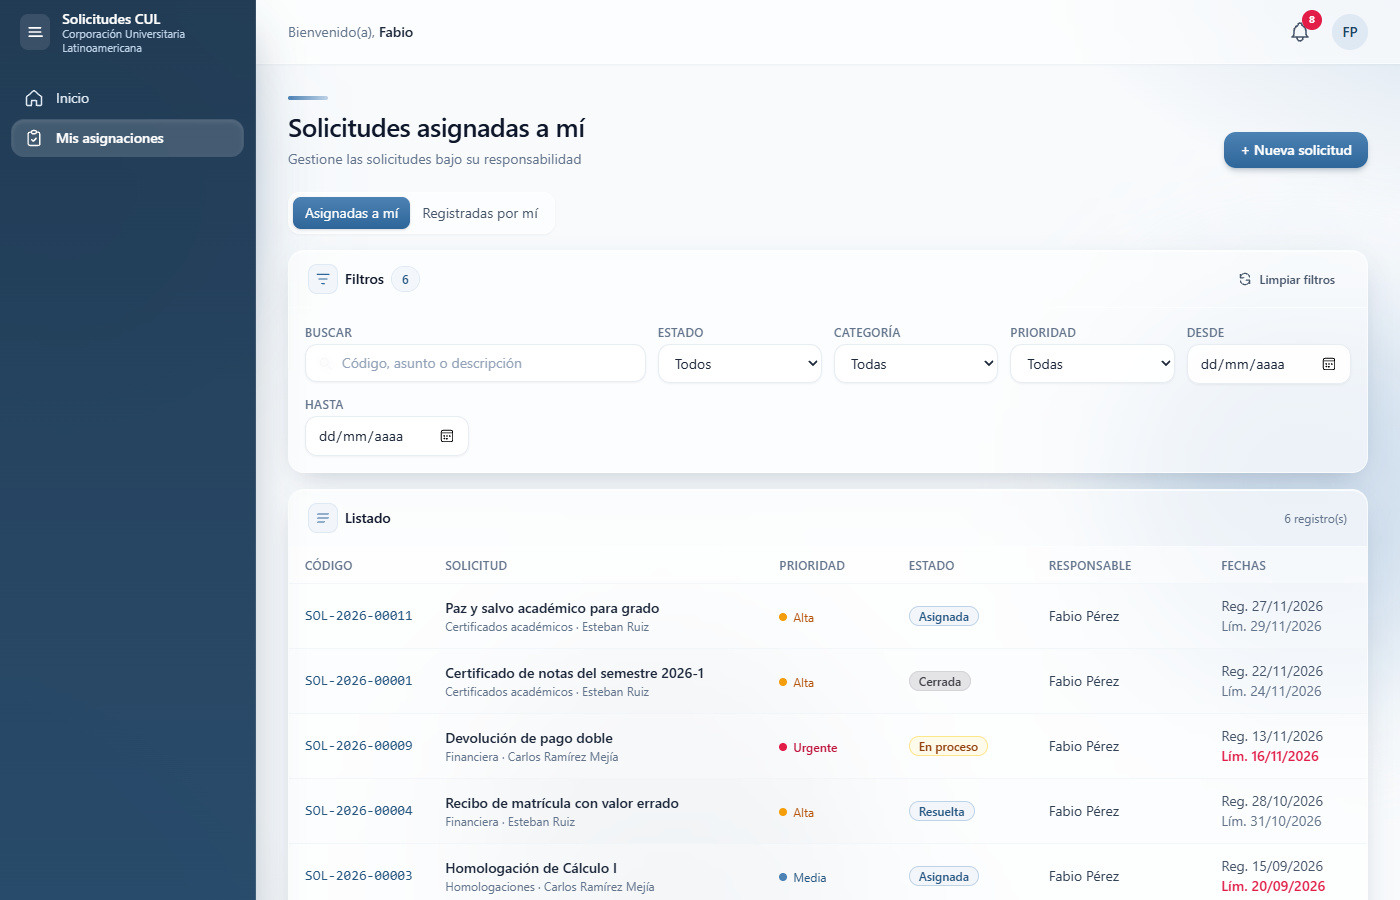 Solicitudes CUL
Corporación Universitaria
Latinoamericana
Bienvenido(a), Fabio
8
FP
Inicio
Mis asignaciones
Solicitudes asignadas a mí
Gestione las solicitudes bajo su responsabilidad
+ Nueva solicitud
Asignadas a mí
Registradas por mí
Filtros 6
Limpiar filtros
BUSCAR
ESTADO
CATEGORÍA
PRIORIDAD
DESDE
Código, asunto o descripción
Todos
Todas
Todas
dd/mm/aaaa
HASTA
dd/mm/aaaa
Listado
6 registro(s)
CÓDIGO
SOLICITUD
PRIORIDAD
ESTADO
RESPONSABLE
FECHAS
SOL-2026-00011
Paz y salvo académico para grado
Certificados académicos · Esteban Ruiz
Alta
Asignada
Fabio Pérez
Reg. 27/11/2026
Lím. 29/11/2026
SOL-2026-00001
Certificado de notas del semestre 2026-1
Certificados académicos · Esteban Ruiz
Alta
Cerrada
Fabio Pérez
Reg. 22/11/2026
Lím. 24/11/2026
SOL-2026-00009
Devolución de pago doble
Financiera · Carlos Ramírez Mejía
Urgente
En proceso
Fabio Pérez
Reg. 13/11/2026
Lím. 16/11/2026
SOL-2026-00004
Recibo de matrícula con valor errado
Financiera · Esteban Ruiz
Alta
Resuelta
Fabio Pérez
Reg. 28/10/2026
Lím. 31/10/2026
SOL-2026-00003
Homologación de Cálculo I
Homologaciones · Carlos Ramírez Mejía
Media
Asignada
Fabio Pérez
Reg. 15/09/2026
Lím. 20/09/2026